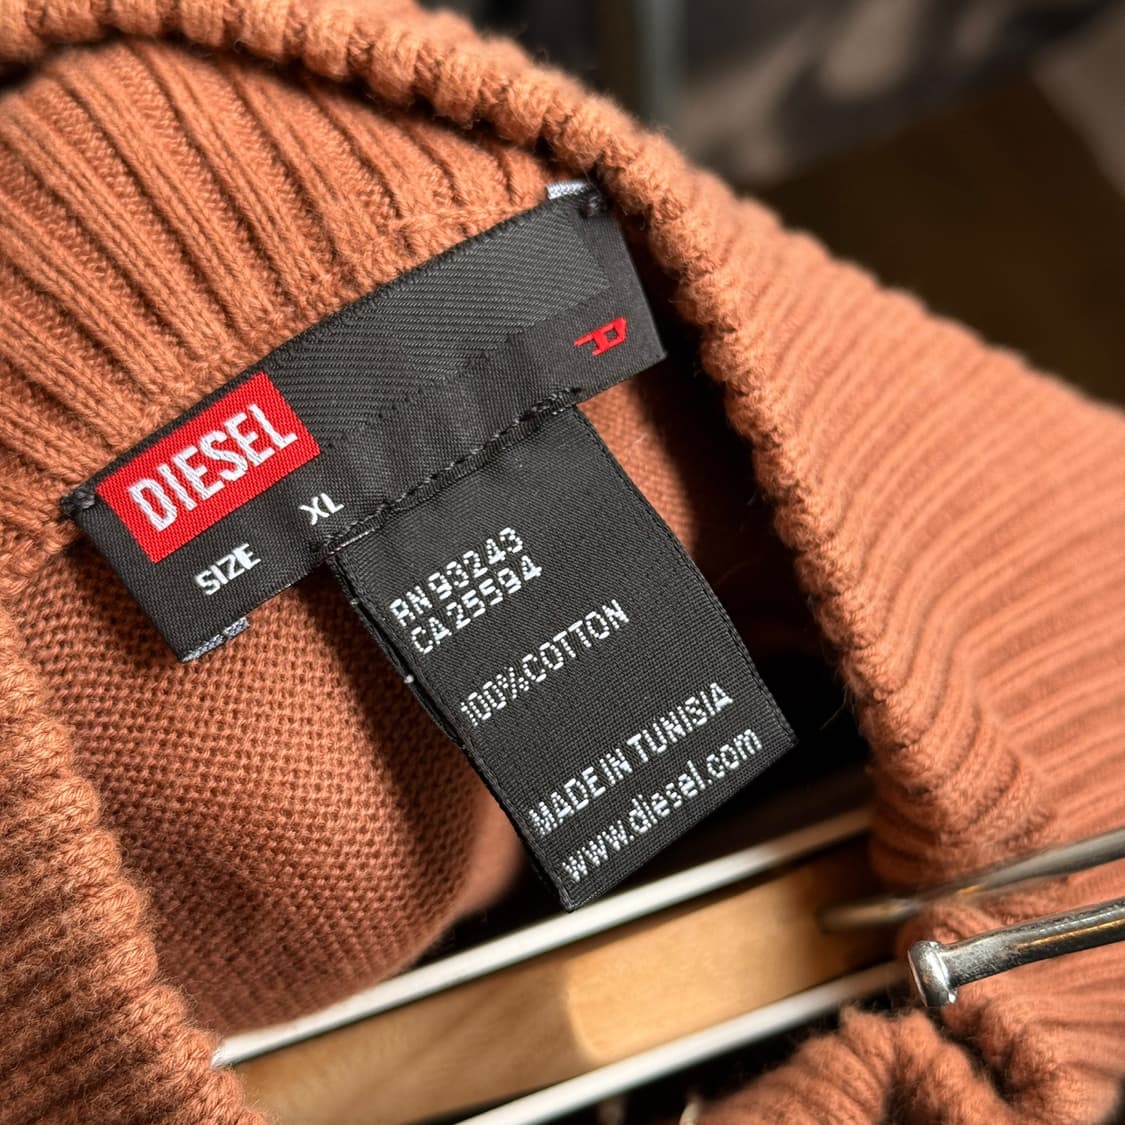 DIESEL
SIZE XL
D
RN 93243
CA 25594
100% COTTON
MADE IN TUNISIA
www.diesel.com